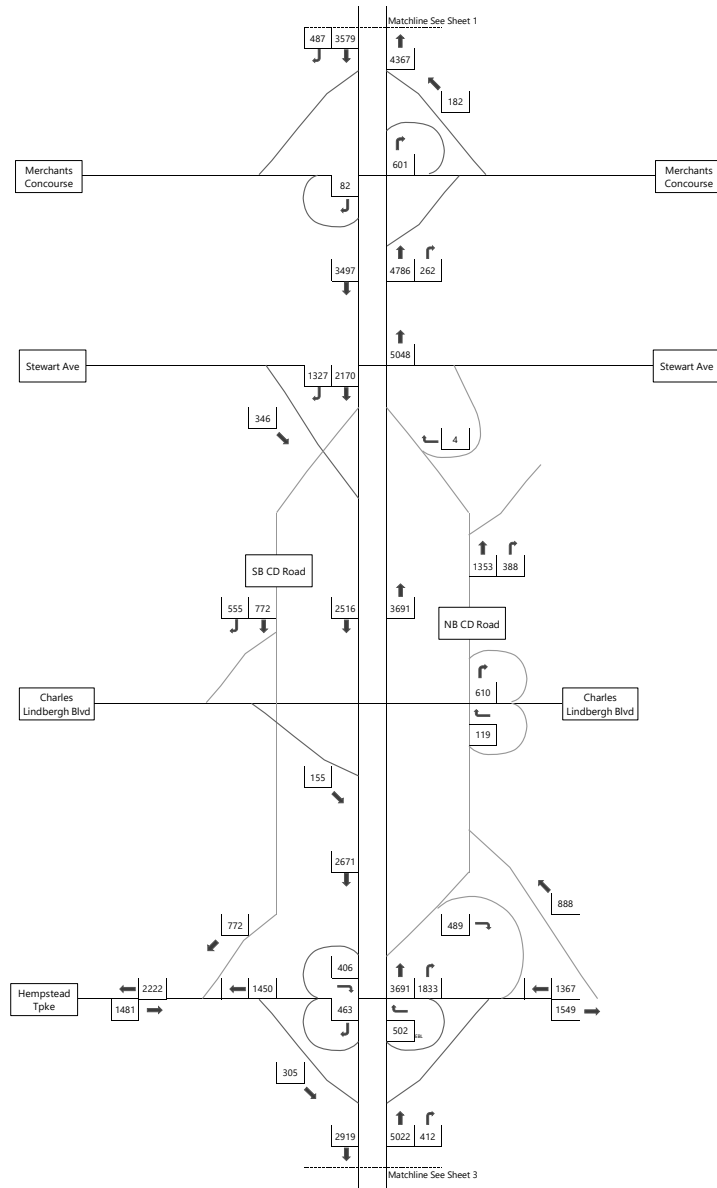 Matchline See Sheet 1
487 3579
4367
182
601
Merchants
Concourse
Merchants
Concourse
82
3497
4786 262
5048
Stewart Ave
Stewart Ave
1327 2170
346
4
1353 388
SB CD Road
555 772
2516
3691
NB CD Road
610
Charles
Lindbergh Blvd
Charles
Lindbergh Blvd
119
155
2671
888
772
489
406
2222
1450
3691 1833
1367
Hempstead
Tpke
1481
463
1549
502
305
2919
5022 412
Matchline See Sheet 3